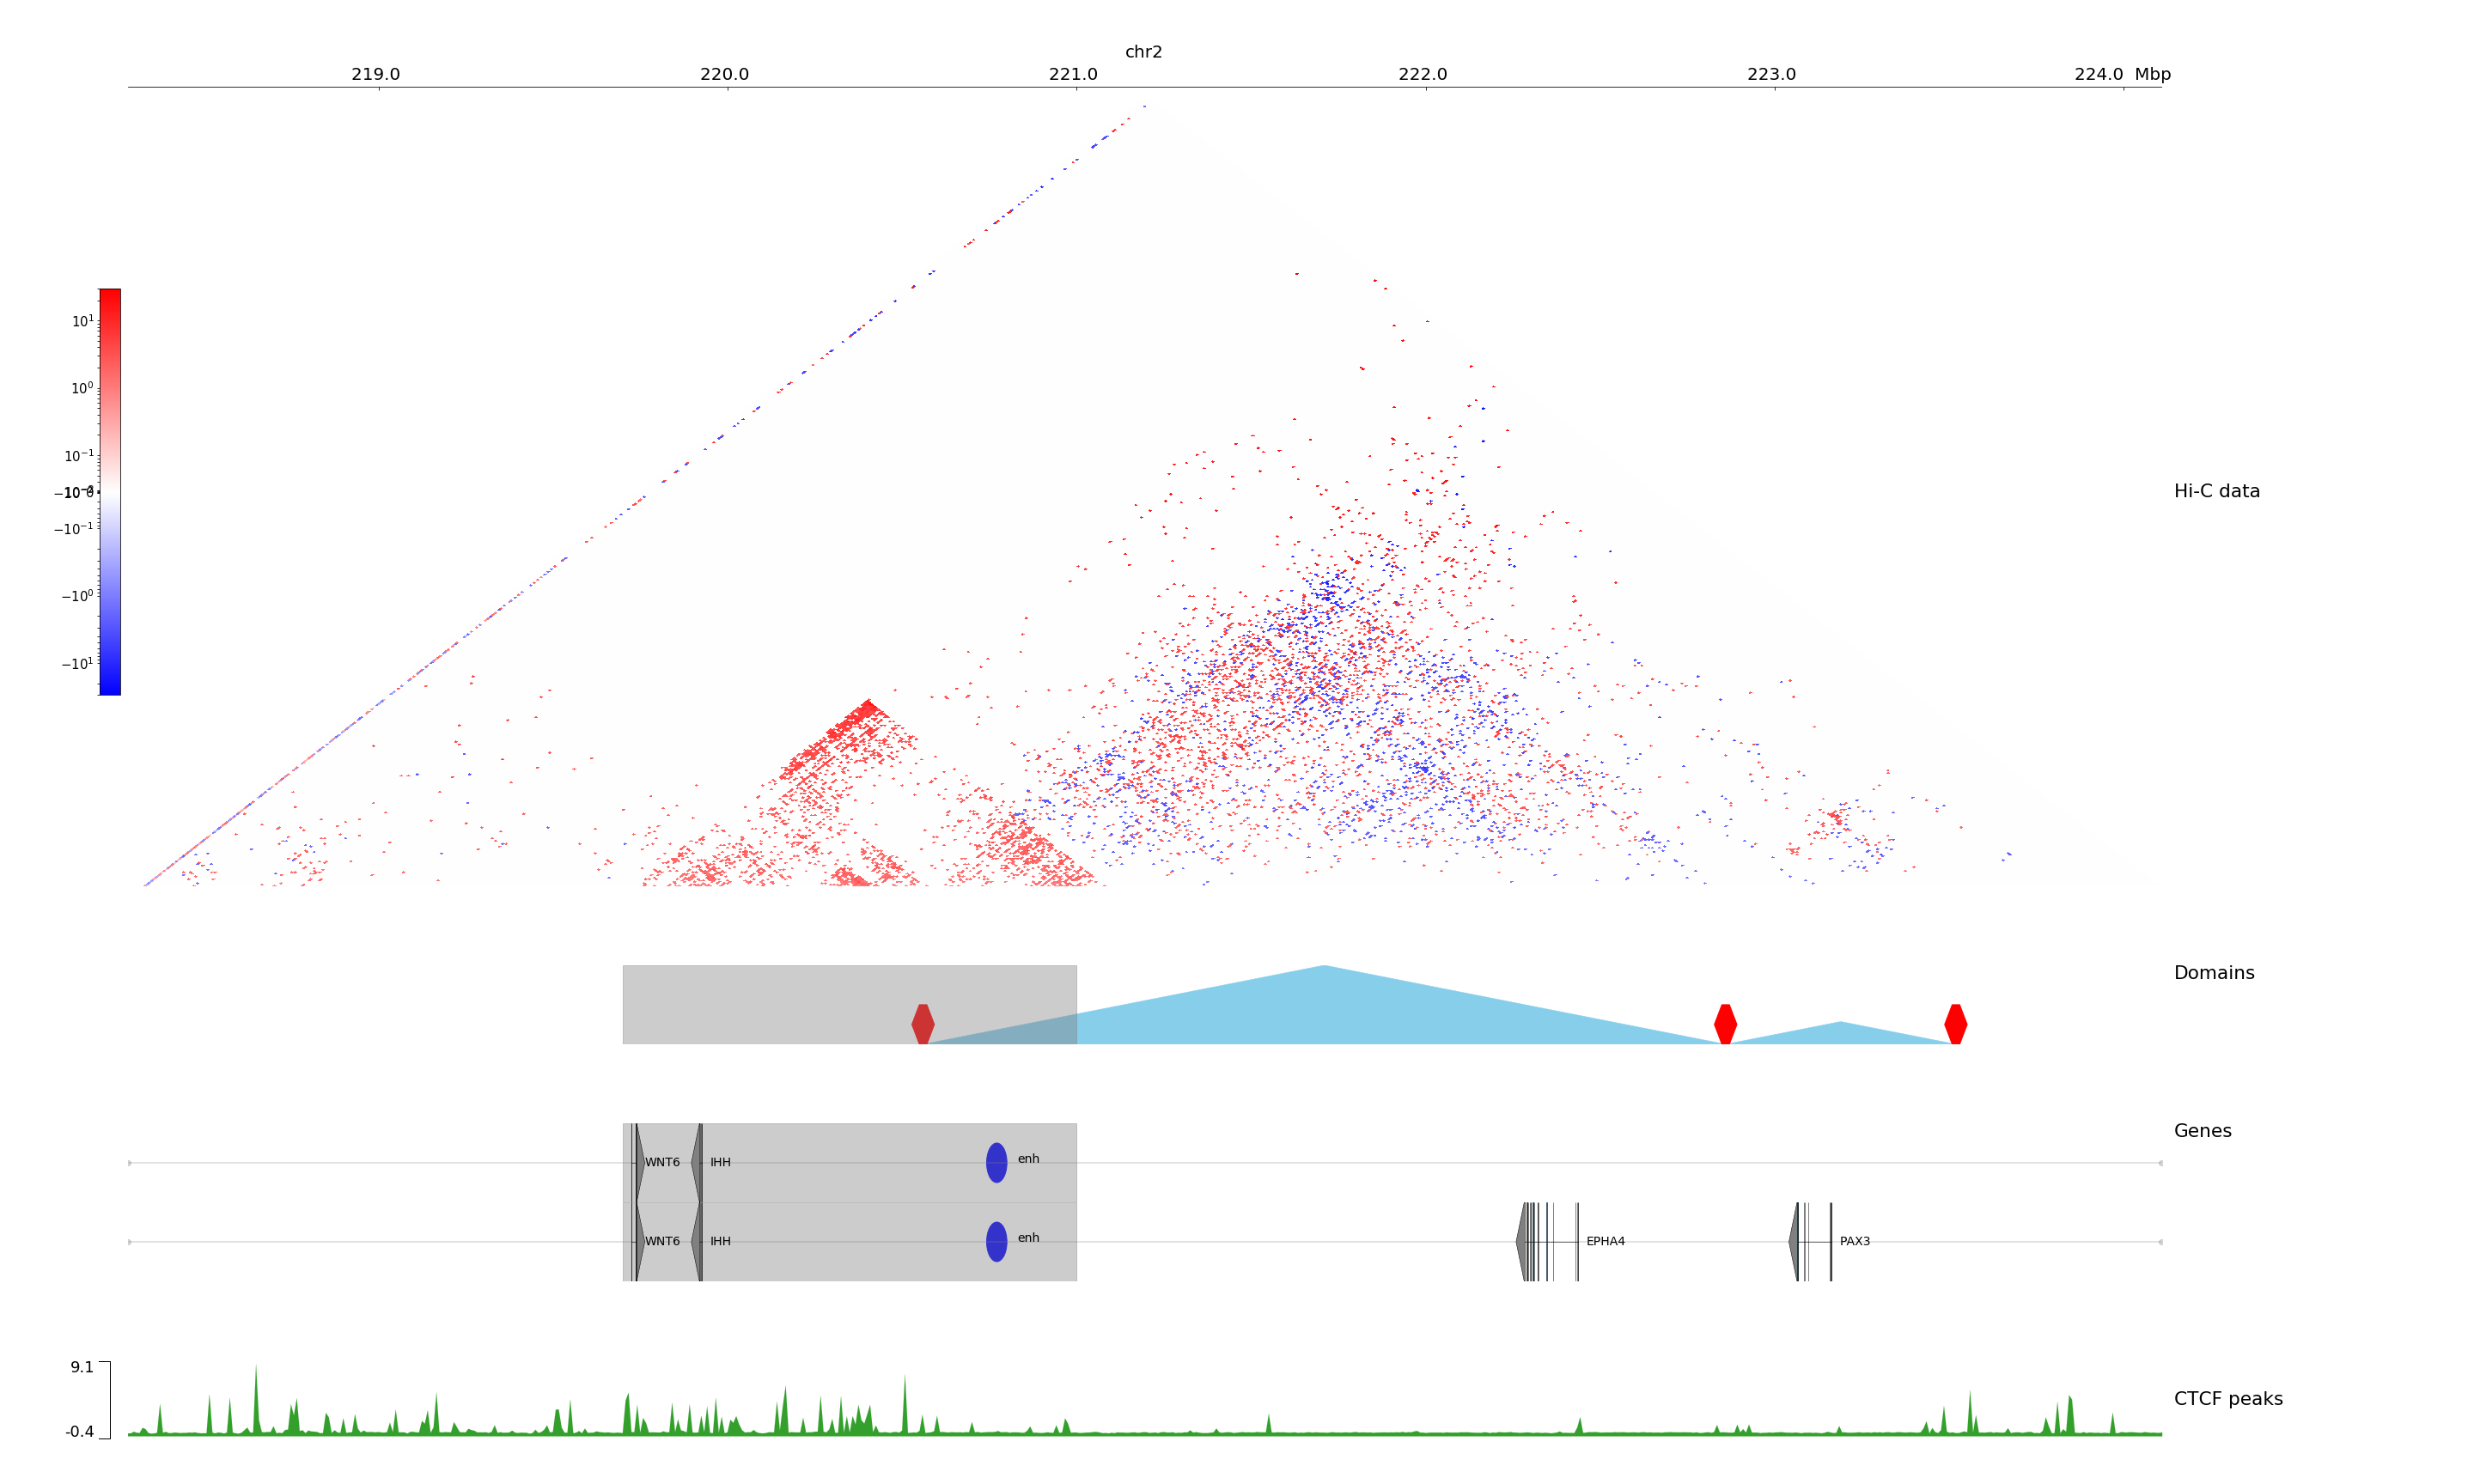 chr2
219.0 220.0 221.0 222.0 223.0 224.0 Mbp
10¹
10⁰
10⁻¹
−10⁻¹
−10⁰
−10¹
Hi-C data
Domains
Genes
WNT6 IHH enh
WNT6 IHH enh EPHA4 PAX3
9.1
-0.4
CTCF peaks